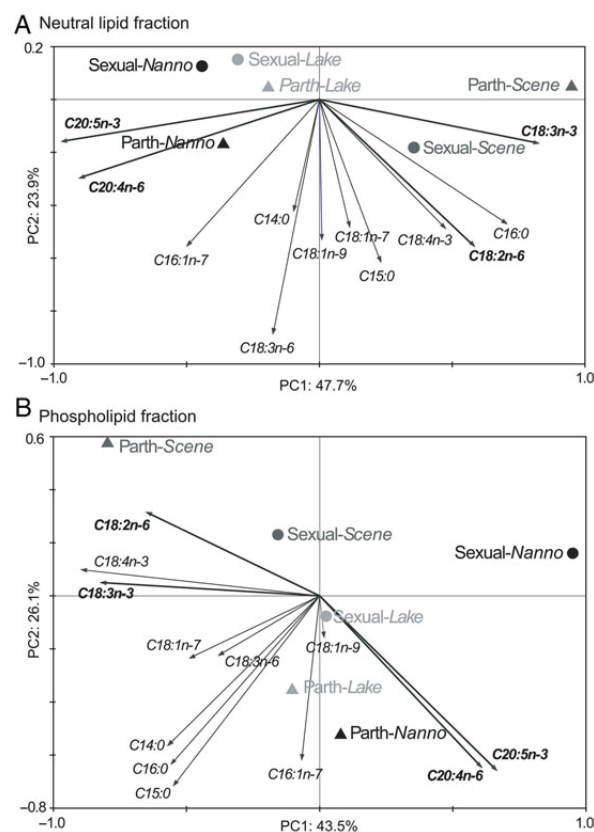 A Neutral lipid fraction
0.2
Sexual-Nanno
Sexual-Lake
Parth-Lake
Parth-Scene
C20:5n-3
Parth-Nanno
C18:3n-3
Sexual-Scene
C20:4n-6
PC2: 23.9%
C14:0
C16:1n-7
C18:1n-9
C18:1n-7
C15:0
C18:4n-3
C16:0
C18:2n-6
C18:3n-6
–1.0
–1.0
PC1: 47.7%
1.0
B Phospholipid fraction
0.6
Parth-Scene
C18:2n-6
Sexual-Scene
Sexual-Nanno
C18:4n-3
C18:3n-3
PC2: 26.1%
Sexual-Lake
C18:1n-7
C18:3n-6
C18:1n-9
Parth-Lake
Parth-Nanno
C14:0
C16:0
C15:0
C16:1n-7
C20:5n-3
C20:4n-6
–0.8
–1.0
PC1: 43.5%
1.0